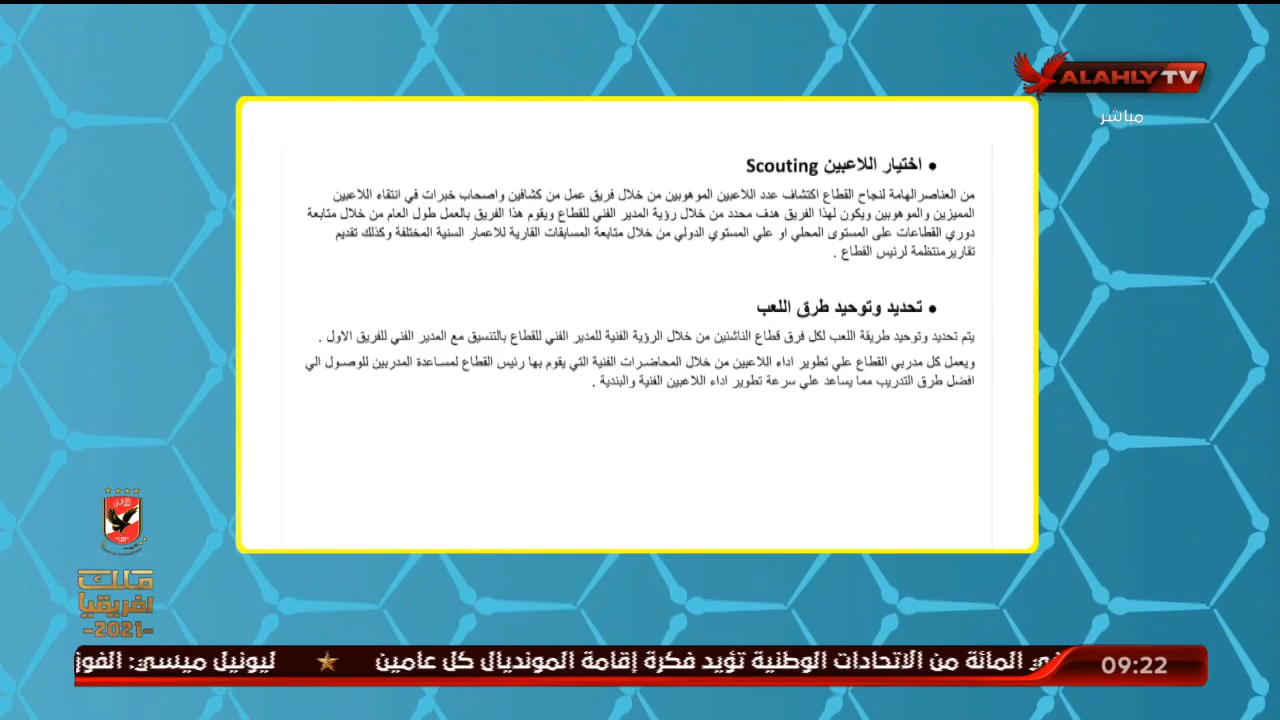 ALAHLY TV
مباشر
• اختيار اللاعبين Scouting
من العناصرالهامة لنجاح القطاع اكتشاف عدد اللاعبين الموهوبين من خلال فريق عمل من كشافين واصحاب خبرات في انتقاء اللاعبين
المميزين والموهوبين ويكون لهذا الفريق هدف محدد من خلال رؤية المدير الفني للقطاع ويقوم هذا الفريق بالعمل طول العام من خلال متابعة
دوري القطاعات على المستوى المحلي او علي المستوي الدولي من خلال متابعة المسابقات القارية للاعمار السنية المختلفة وكذلك تقديم
تقاريرمنتظمة لرئيس القطاع .
• تحديد وتوحيد طرق اللعب
يتم تحديد وتوحيد طريقة اللعب لكل فرق قطاع الناشئين من خلال الرؤية الفنية للمدير الفني للقطاع بالتنسيق مع المدير الفني للفريق الاول .
ويعمل كل مدربي القطاع علي تطوير اداء اللاعبين من خلال المحاضرات الفنية التي يقوم بها رئيس القطاع لمساعدة المدربين للوصول الي
افضل طرق التدريب مما يساعد علي سرعة تطوير اداء اللاعبين الفنية والبدنية .
ملك
افريقيا
-2021-
09:22
في المائة من الاتحادات الوطنية تؤيد فكرة إقامة المونديال كل عامين ★ ليونيل ميسي: الفوز